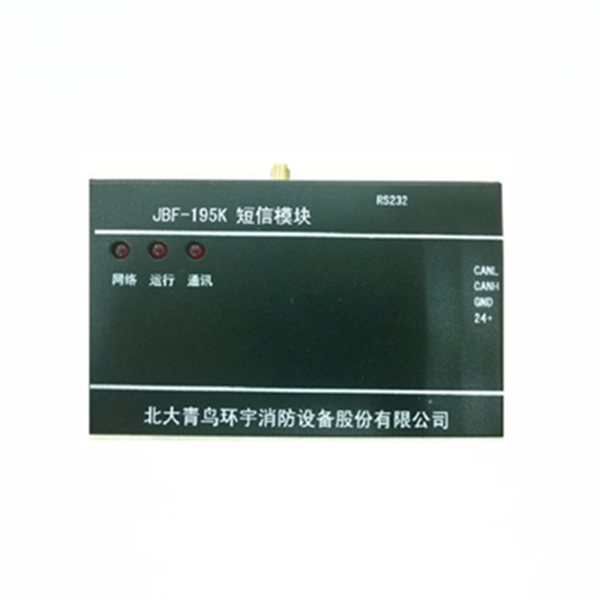 RS232
JBF-195K 短信模块
网络 运行 通讯
CANL
CANH
GND
24+
北大青鸟环宇消防设备股份有限公司